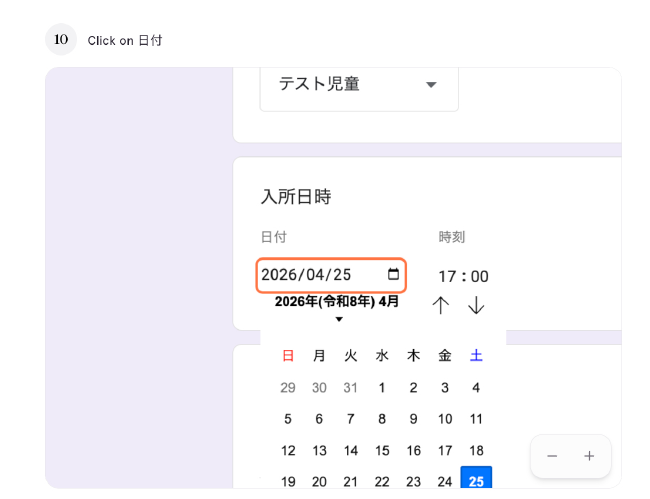 10 Click on 日付
テスト児童
入所日時
日付 時刻
2026/04/25 17:00
2026年(令和8年) 4月
日 月 火 水 木 金 土
29 30 31 1 2 3 4
5 6 7 8 9 10 11
12 13 14 15 16 17 18
19 20 21 22 23 24 25